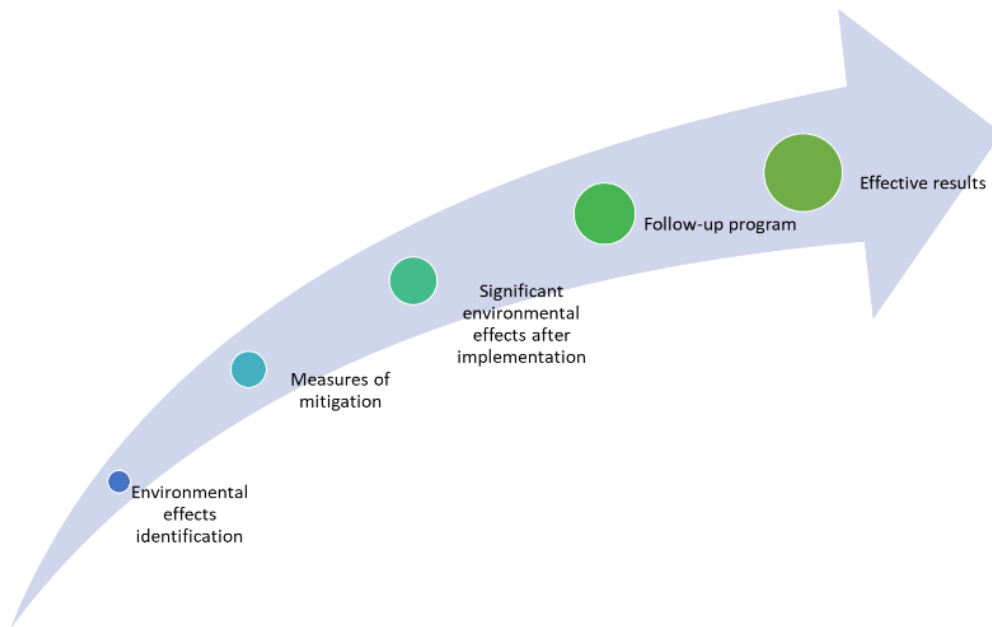 Environmental
effects
identification
Measures of
mitigation
Significant
environmental
effects after
implementation
Follow-up program
Effective results